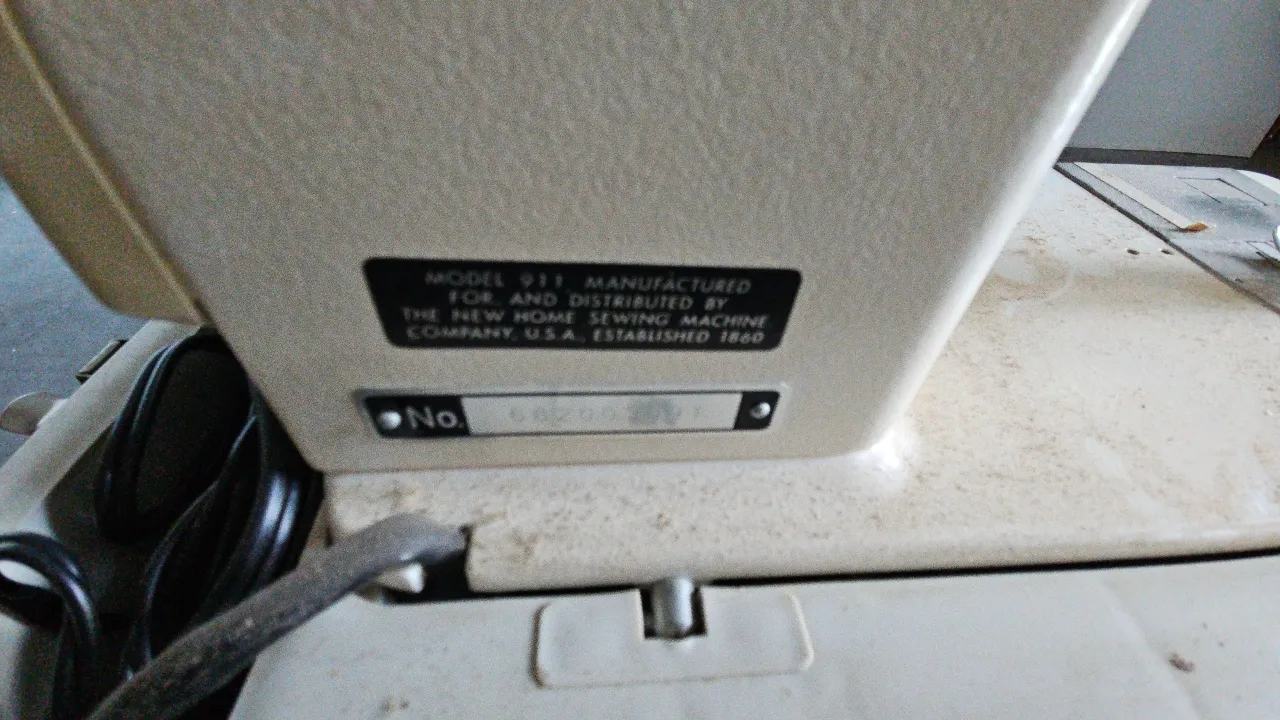 MODEL 911 MANUFACTURED
FOR, AND DISTRIBUTED BY
THE NEW HOME SEWING MACHINE
COMPANY, U.S.A., ESTABLISHED 1860
No.